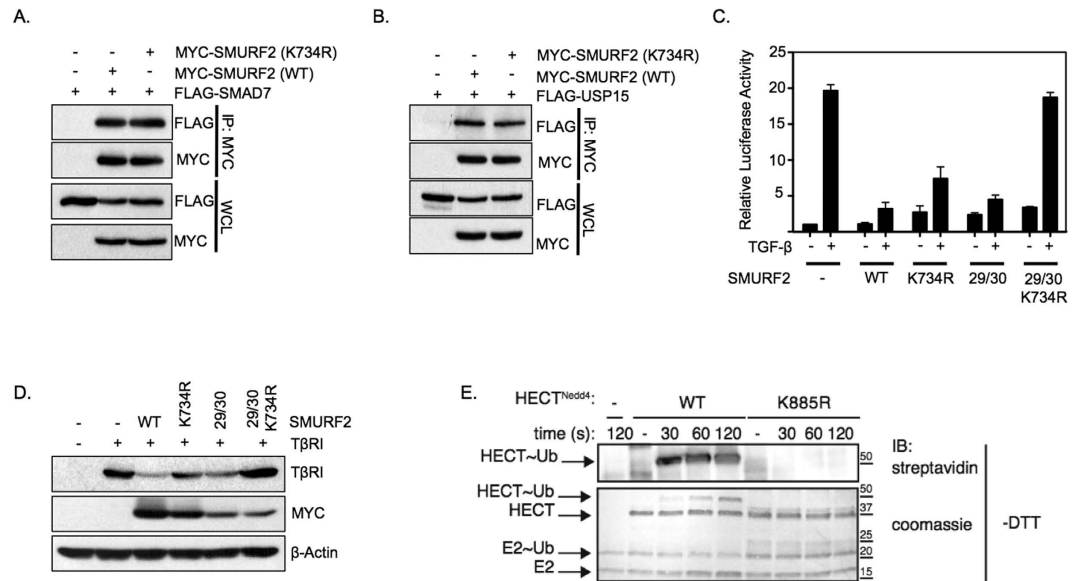 A.
- - + MYC-SMURF2 (K734R)
- + - MYC-SMURF2 (WT)
+ + + FLAG-SMAD7
FLAG
MYC
IP: MYC
FLAG
MYC
WCL
B.
- - + MYC-SMURF2 (K734R)
- + - MYC-SMURF2 (WT)
+ + + FLAG-USP15
FLAG
MYC
IP: MYC
FLAG
MYC
WCL
C.
Relative Luciferase Activity
25
20
15
10
5
TGF-β - + - + - + - + - +
SMURF2 - WT K734R 29/30 29/30
K734R
D.
- - WT K734R 29/30 29/30 K734R SMURF2
- + + + + + TβRI
TβRI
MYC
β-Actin
E.
HECTNedd4: - WT K885R
time (s): 120 - 30 60 120 - 30 60 120 IB:
HECT~Ub 50 streptavidin
HECT~Ub 50
HECT 37
coomassie
-DTT
25
E2~Ub 20
E2 15